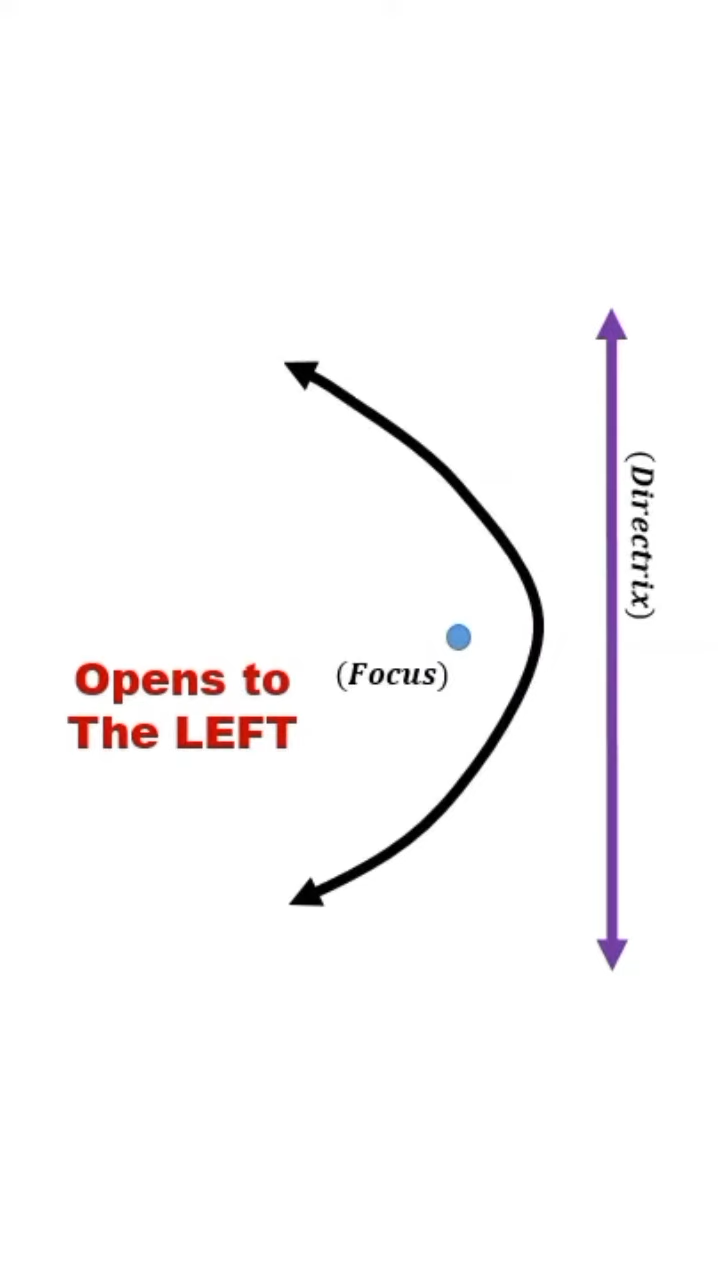 (Directrix)
(Focus)
Opens to
The LEFT